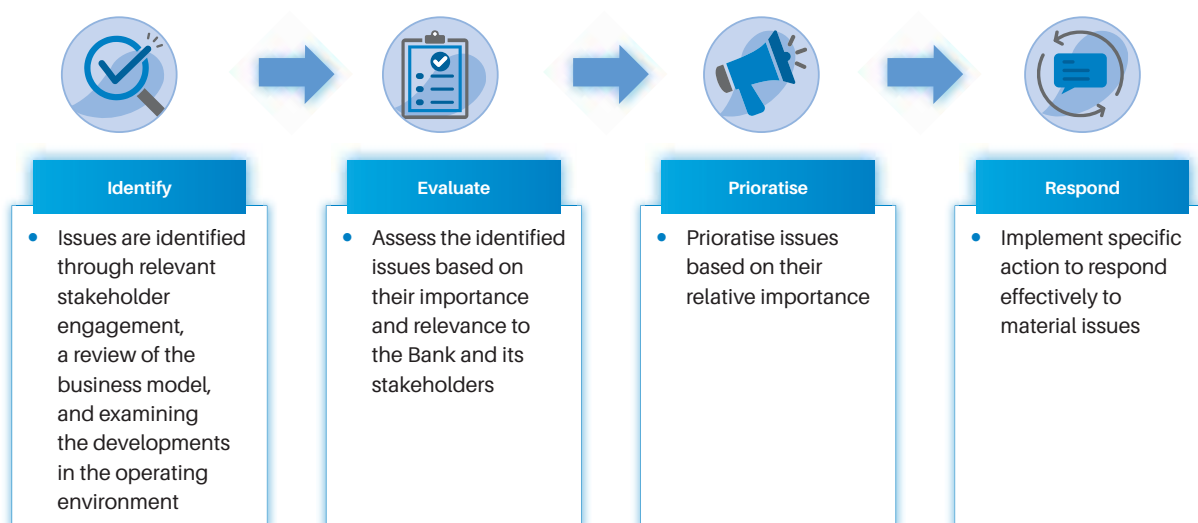 Identify
• Issues are identified
through relevant
stakeholder
engagement,
a review of the
business model,
and examining
the developments
in the operating
environment
Evaluate
• Assess the identified
issues based on
their importance
and relevance to
the Bank and its
stakeholders
Prioratise
• Prioratise issues
based on their
relative importance
Respond
• Implement specific
action to respond
effectively to
material issues